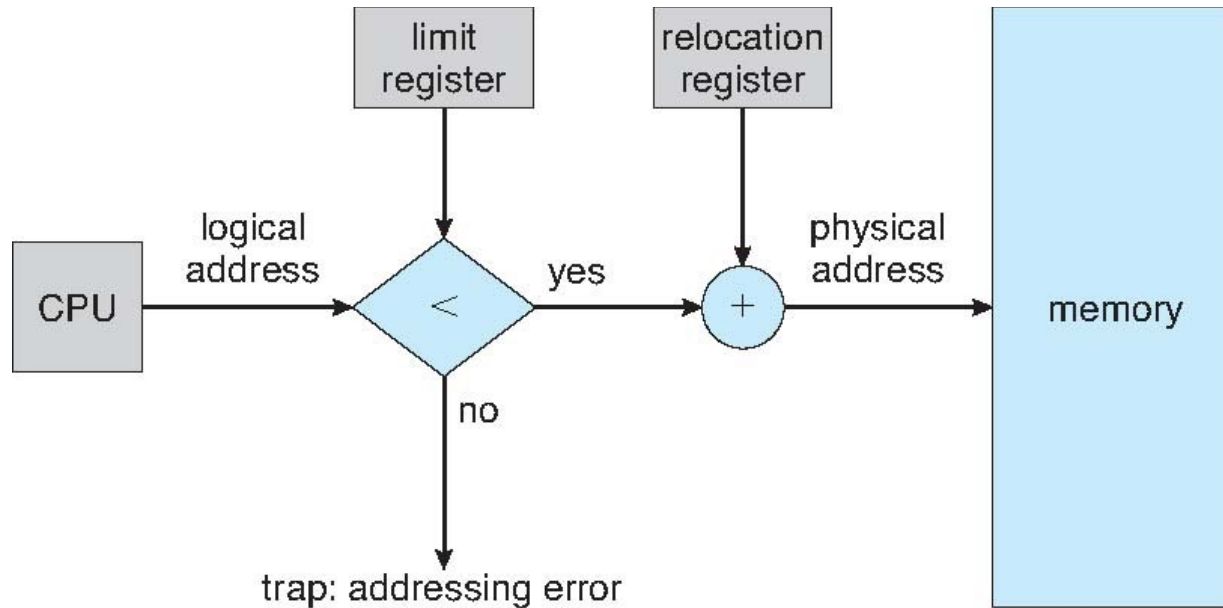 limit
register
relocation
register
logical
address
physical
address
CPU
<
yes
+
memory
no
trap: addressing error